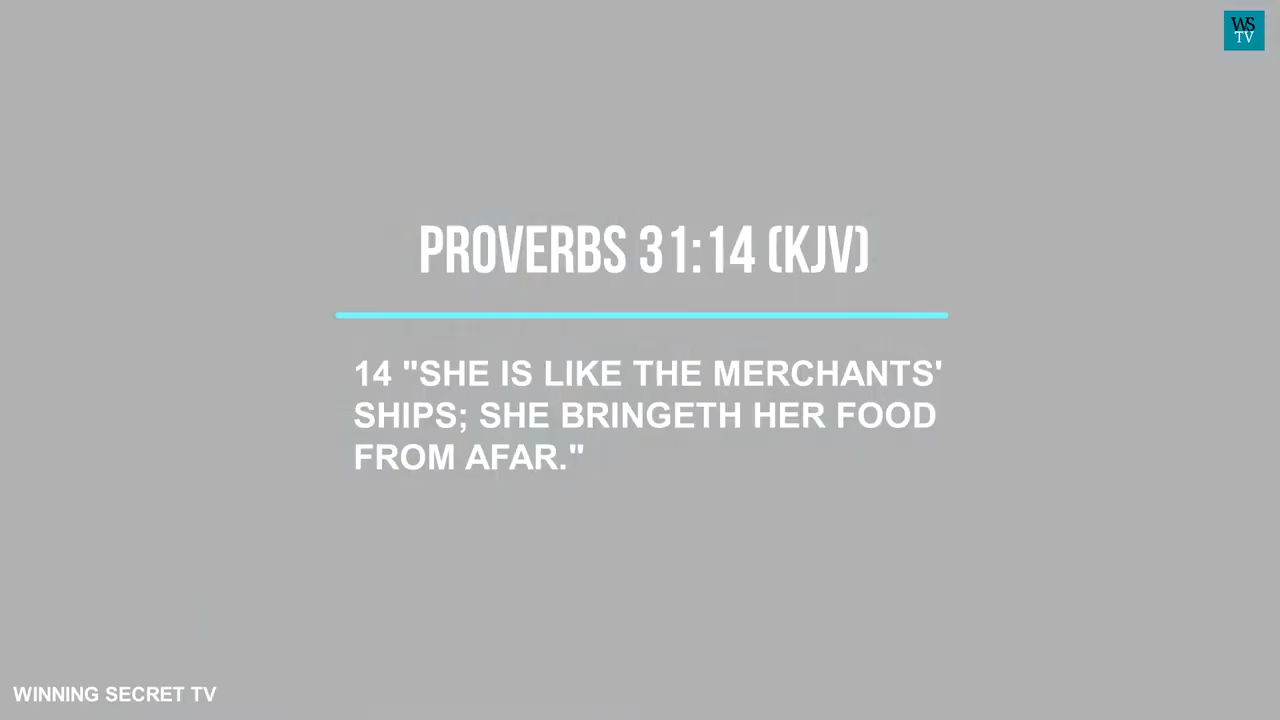 WS
TV
PROVERBS 31:14 (KJV)
14 "SHE IS LIKE THE MERCHANTS'
SHIPS; SHE BRINGETH HER FOOD
FROM AFAR."
WINNING SECRET TV